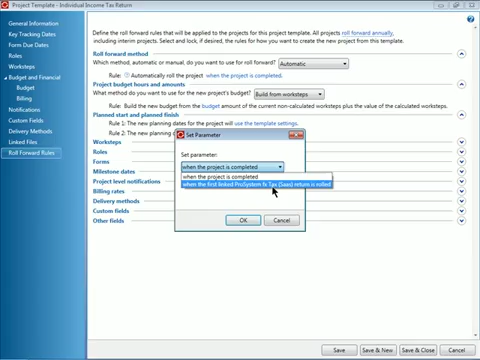 Project Template - Individual Income Tax Return
General Information
Key Tracking Dates
Form Due Dates
Roles
Worksteps
Budget and Financial
Budget
Billing
Notifications
Custom Fields
Delivery Methods
Linked Files
Roll Forward Rules
Define the roll forward rules that will be applied to the projects for this project template. All projects roll forward annually,
including interim projects. Select and lock, if desired, the rules for how you want to create the new project from this template.
Roll forward method
Which method, automatic or manual, do you want to use for roll forward? Automatic
Rule: Automatically roll the project when the project is completed.
Project budget hours and amounts
What method do you want to use for the new project's budget? Build from worksteps
Rule: Build the new budget from the budget amount of the current non-calculated worksteps plus the value of the calculated worksteps.
Planned start and planned finish
Rule 1: The new planning dates for the project will use the template settings.
Rule 2: The new planning
Worksteps
Roles
Forms
Milestone dates
Project level notifications
Billing rates
Delivery methods
Custom fields
Other fields
Set Parameter
Set parameter:
when the project is completed
when the project is completed
when the first linked ProSystem fx Tax (SaaS) return is rolled
OK
Cancel
Save
Save & New
Save & Close
Cancel